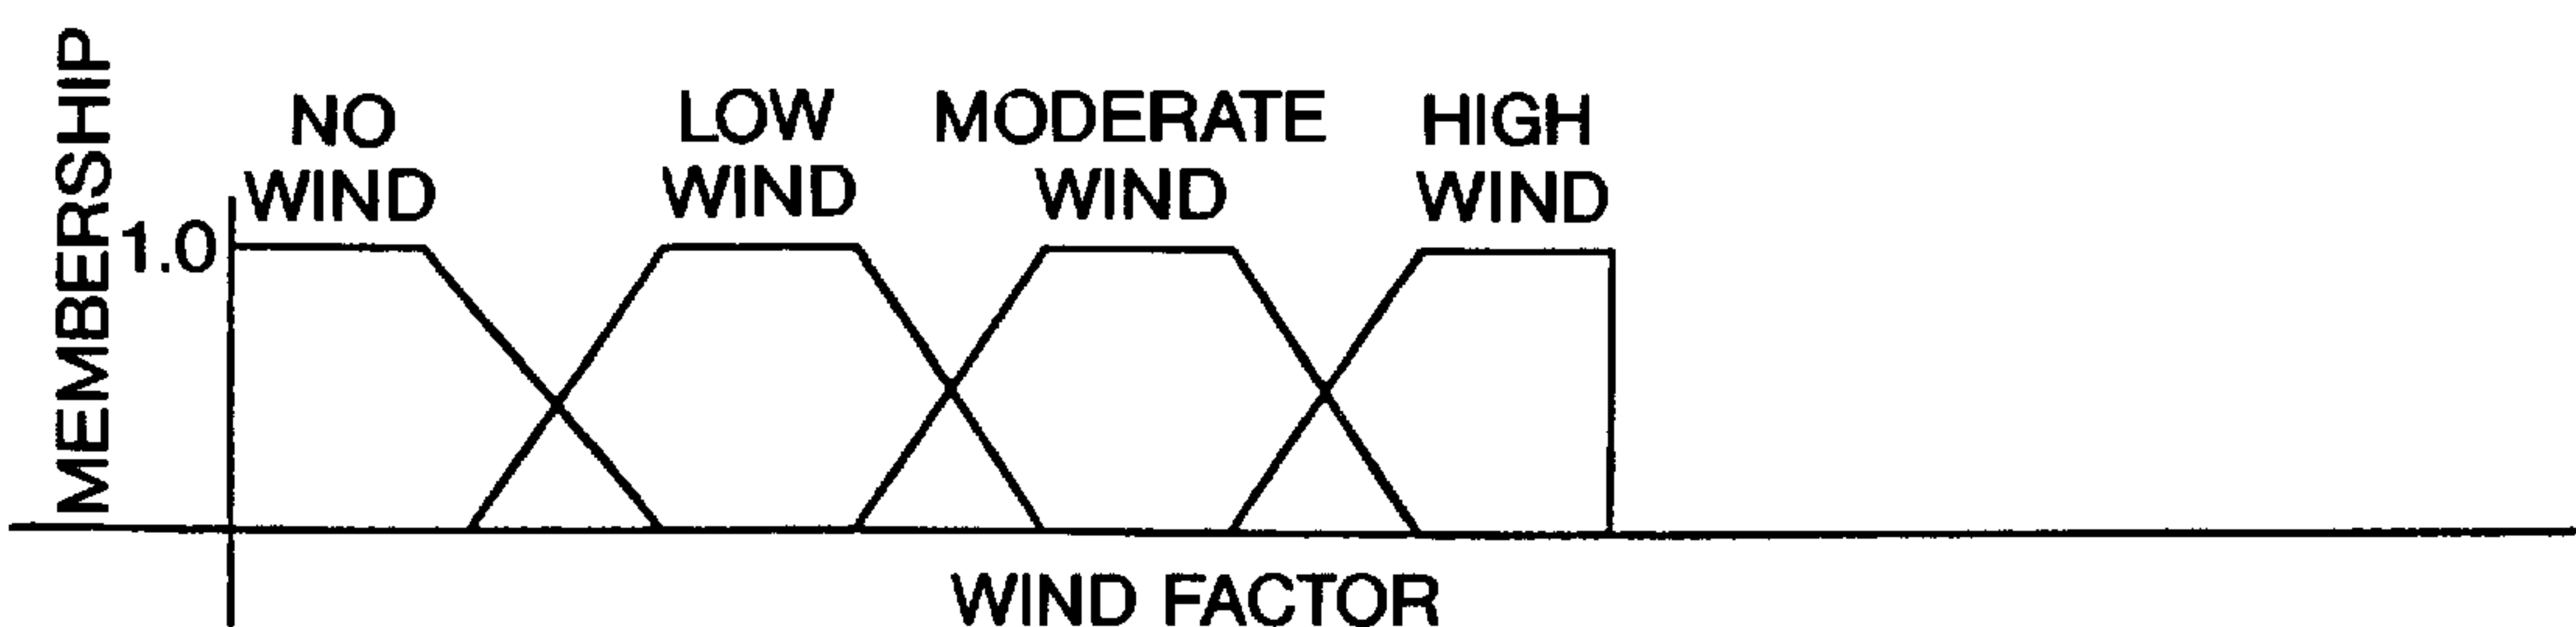 MEMBERSHIP
NO
WIND
LOW
WIND
MODERATE
WIND
HIGH
WIND
1.0
WIND FACTOR